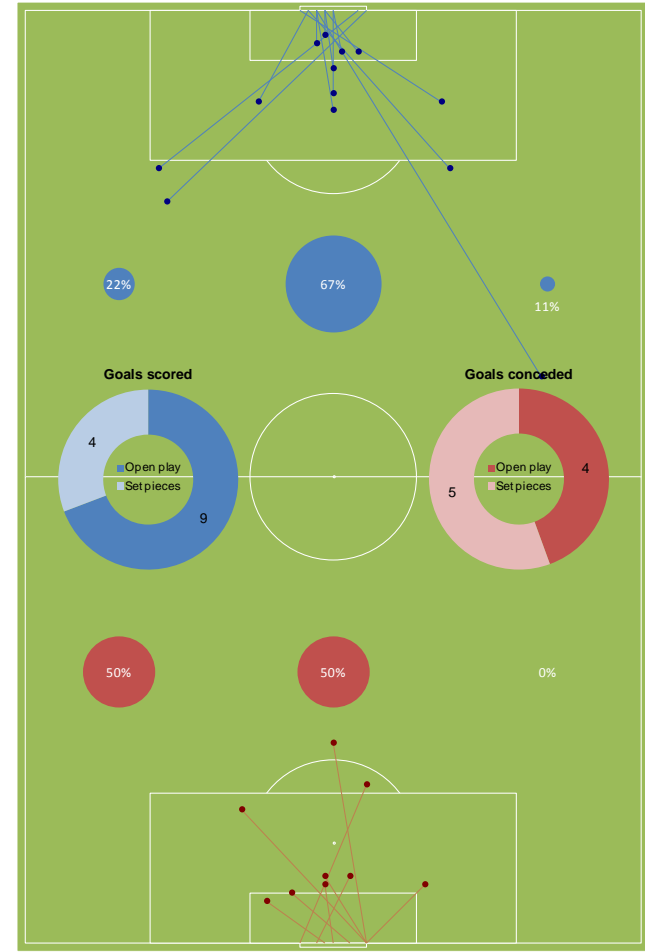 22%
67%
11%
Goals scored
Goals conceded
4
Open play
Set pieces
9
4
Open play
Set pieces
5
50%
50%
0%